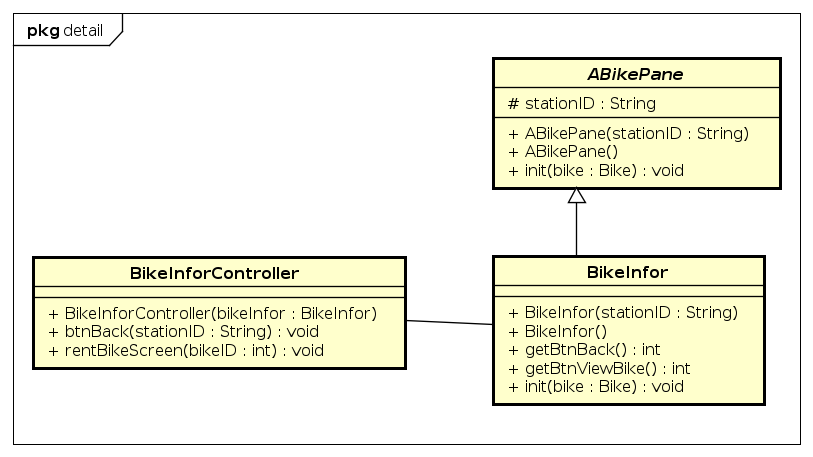 pkg detail
ABikePane
# stationID : String
+ ABikePane(stationID : String)
+ ABikePane()
+ init(bike : Bike) : void
BikeInforController
+ BikeInforController(bikeInfor : BikeInfor)
+ btnBack(stationID : String) : void
+ rentBikeScreen(bikeID : int) : void
BikeInfor
+ BikeInfor(stationID : String)
+ BikeInfor()
+ getBtnBack() : int
+ getBtnViewBike() : int
+ init(bike : Bike) : void